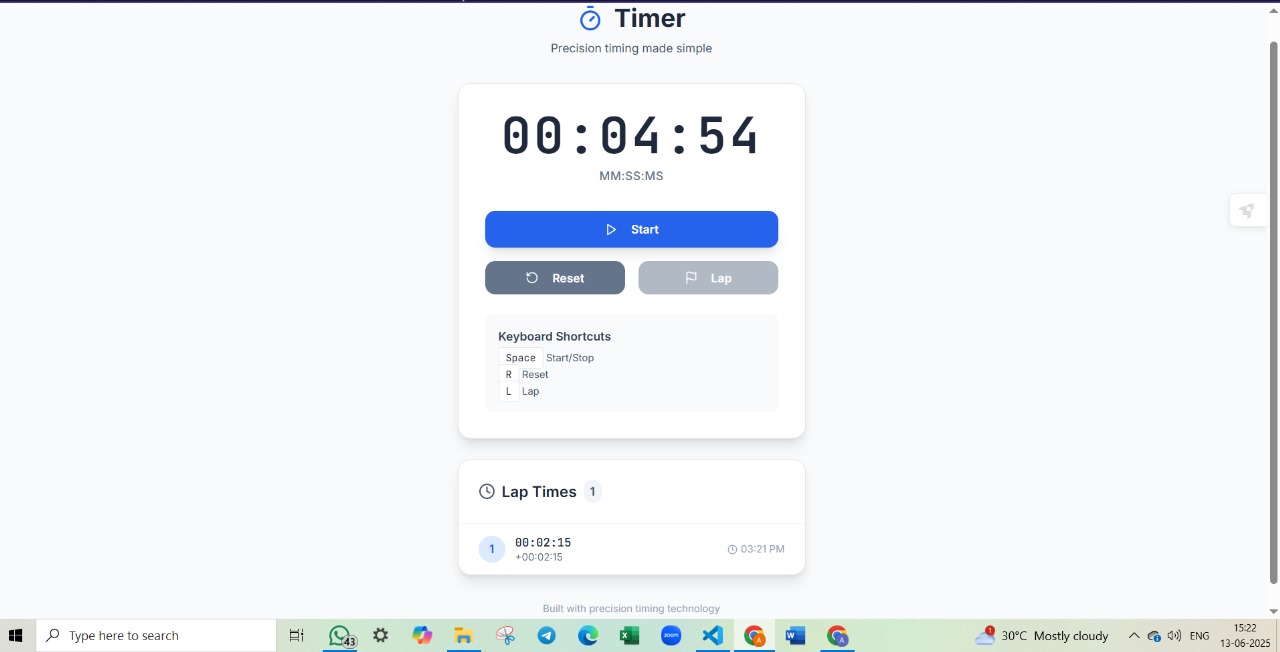 Timer
Precision timing made simple
00:04:54
MM:SS:MS
Start
Reset
Lap
Keyboard Shortcuts
Space Start/Stop
R Reset
L Lap
Lap Times 1
1
00:02:15
+00:02:15
03:21 PM
Built with precision timing technology
Type here to search
43
zoom
1
30°C Mostly cloudy
ENG
15:22
13-06-2025